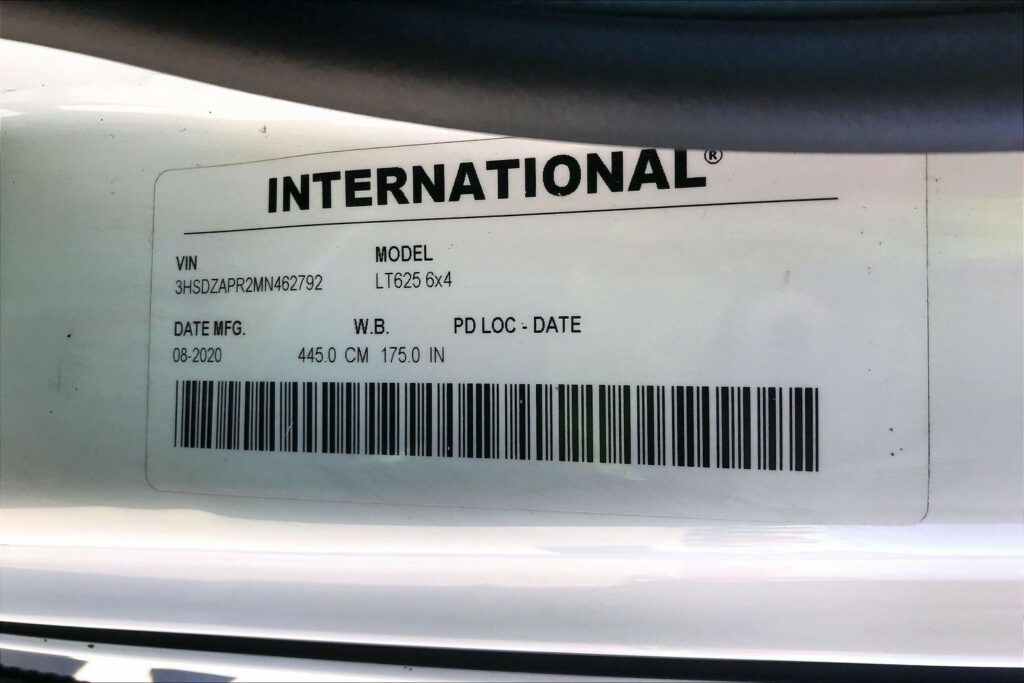 INTERNATIONAL®
VIN MODEL
3HSDZAPR2MN462792 LT625 6x4
DATE MFG. W.B. PD LOC - DATE
08-2020 445.0 CM 175.0 IN